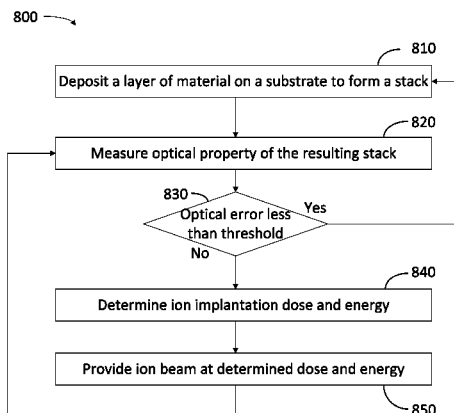 800
810
Deposit a layer of material on a substrate to form a stack
820
Measure optical property of the resulting stack
830
Optical error less
than threshold
Yes
No
840
Determine ion implantation dose and energy
Provide ion beam at determined dose and energy
850